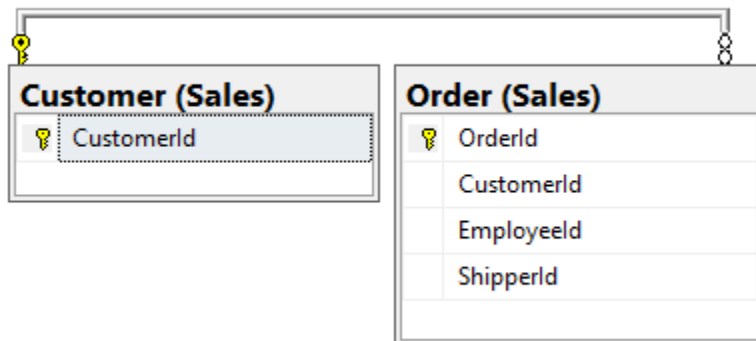 Customer (Sales)
CustomerId
Order (Sales)
OrderId
CustomerId
EmployeeId
ShipperId